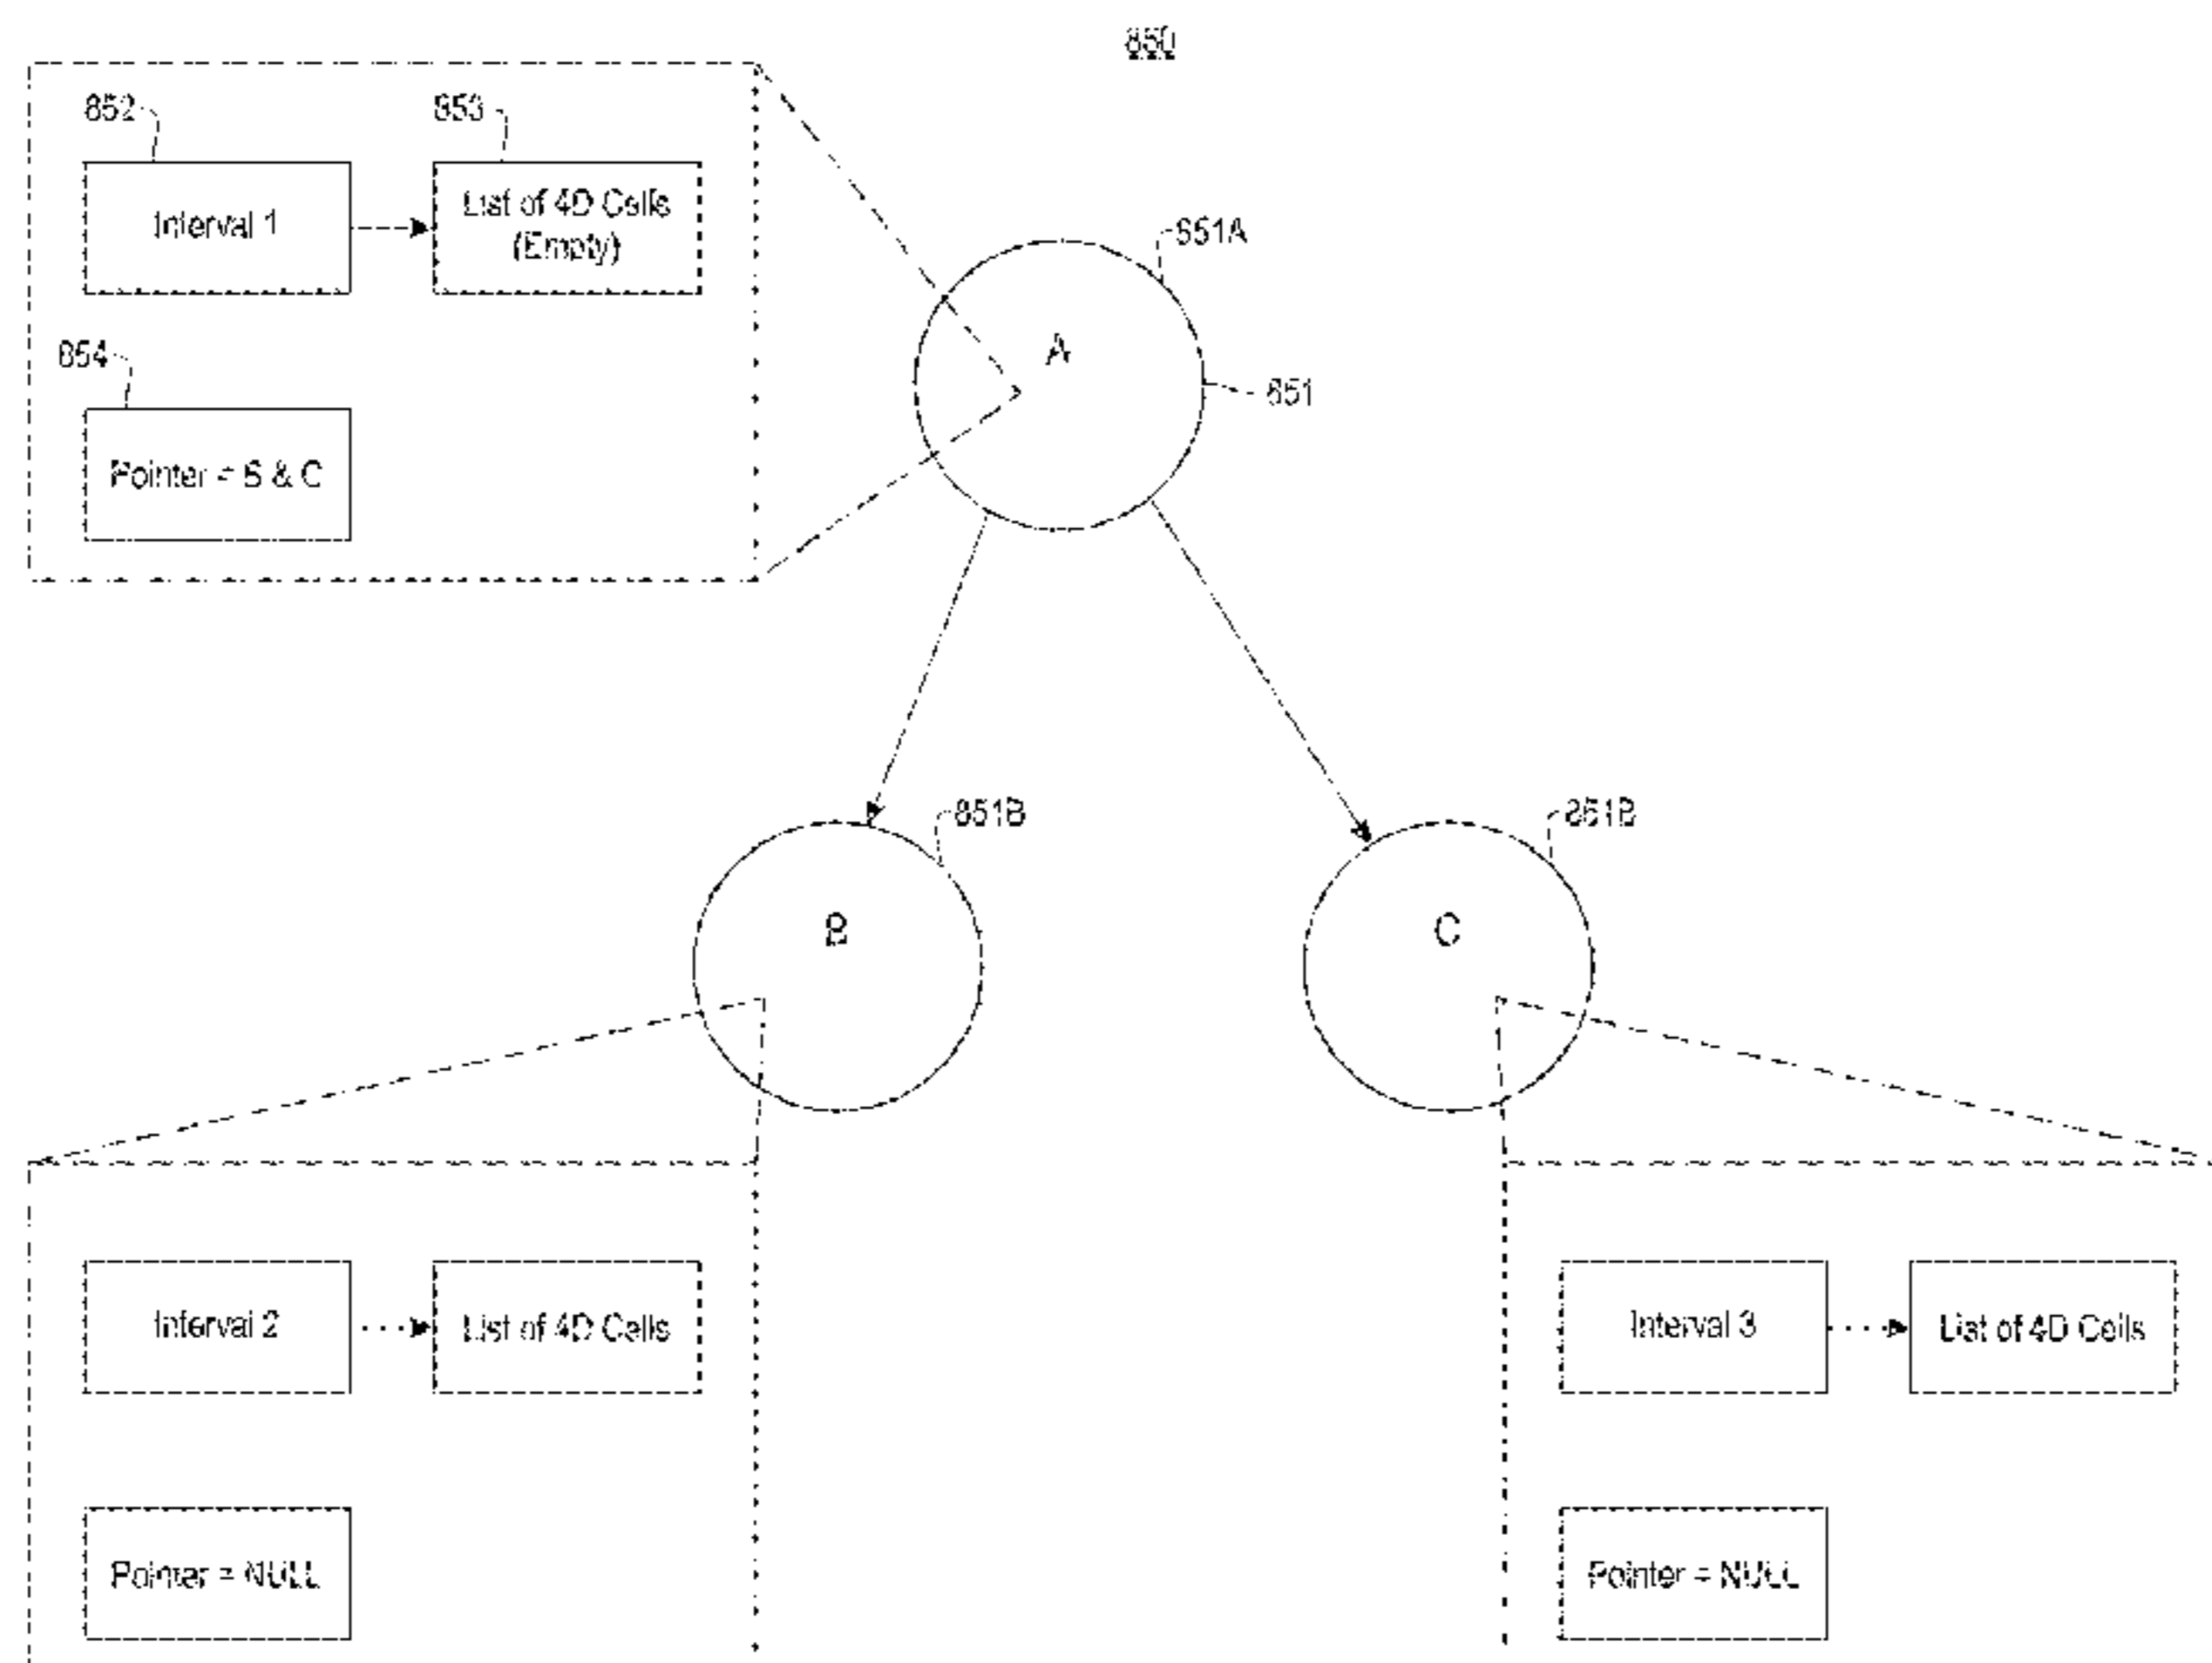 850
852
853
Interval 1
List of 4D Cells
(Empty)
854
Pointer = B & C
851A
A
851
851B
B
851B
C
Interval 2
List of 4D Cells
Pointer = NULL
Interval 3
List of 4D Cells
Pointer = NULL